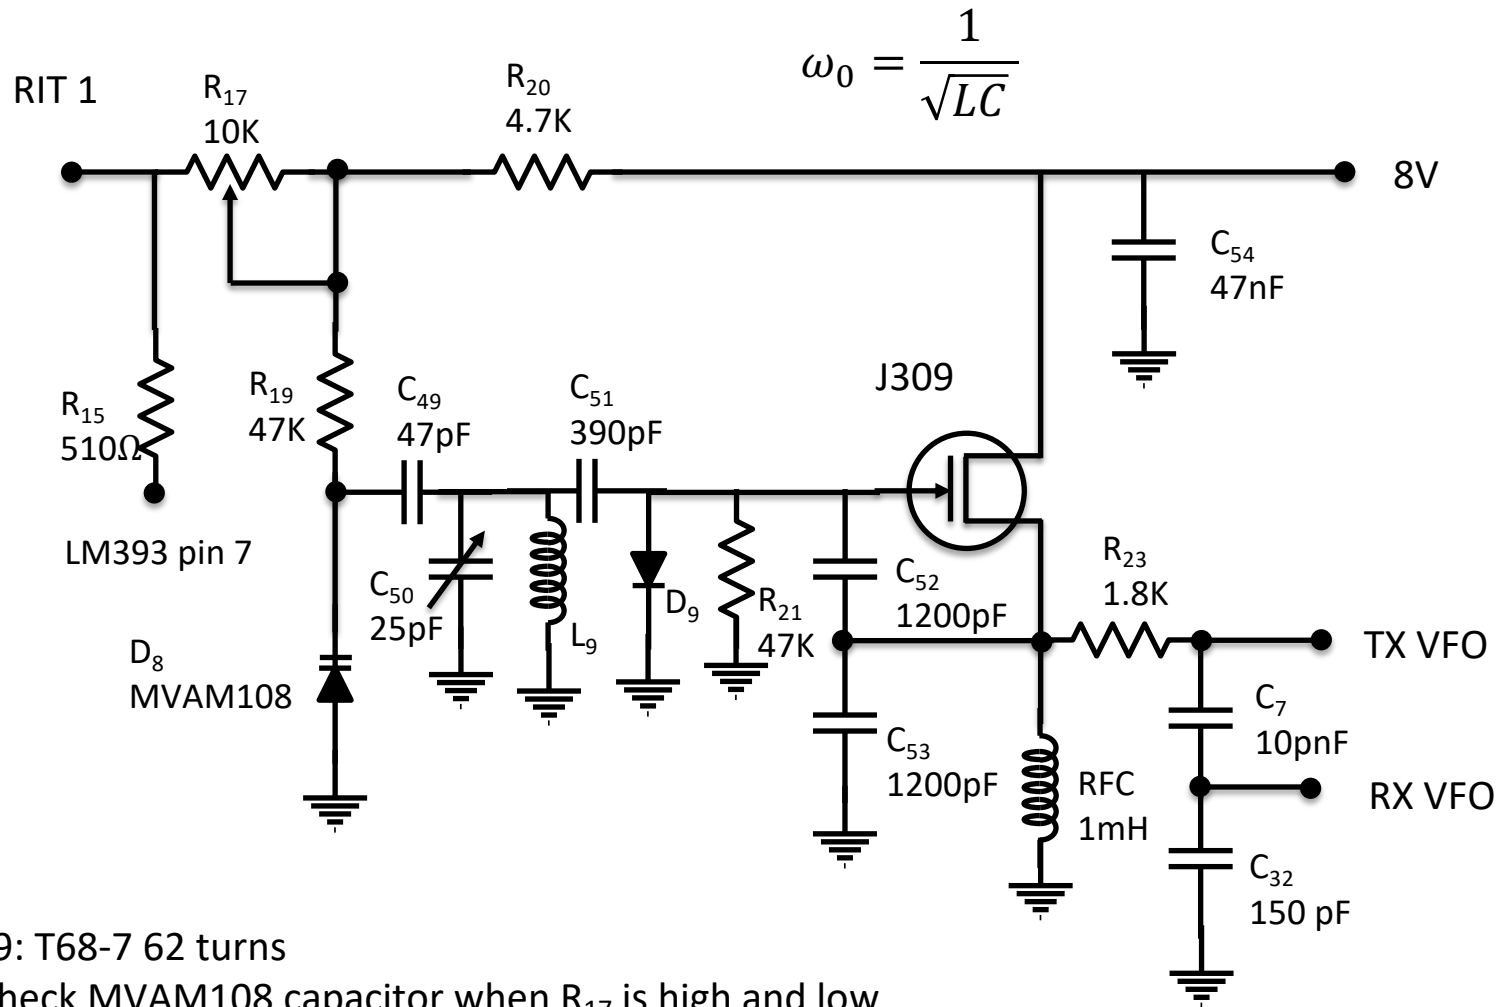 ω₀ = 1 / √LC
RIT 1
R₁₇
10K
R₂₀
4.7K
8V
C₅₄
47nF
J309
R₁₅
510Ω
R₁₉
47K
C₄₉
47pF
C₅₁
390pF
LM393 pin 7
C₅₀
25pF
L₉
D₉
R₂₁
47K
C₅₂
1200pF
R₂₃
1.8K
TX VFO
D₈
MVAM108
C₅₃
1200pF
RFC
1mH
C₇
10pnF
RX VFO
C₃₂
150 pF
9: T68-7 62 turns
heck MVAM108 capacitor when R₁₇ is high and low